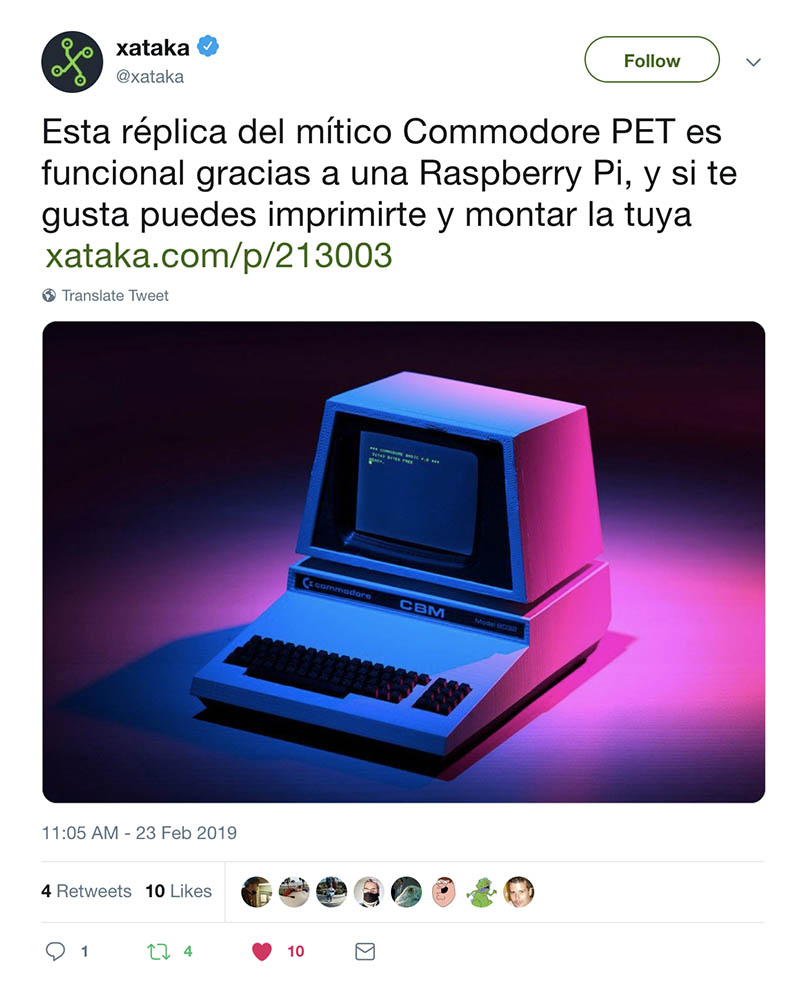 xataka
@xataka
Follow
Esta réplica del mítico Commodore PET es
funcional gracias a una Raspberry Pi, y si te
gusta puedes imprimirte y montar la tuya
xataka.com/p/213003
Translate Tweet
*** COMMODORE BASIC 4.0 ***
BYTES FREE
READY.
commodore
CBM
Model 8032
11:05 AM - 23 Feb 2019
4 Retweets 10 Likes
1 4 10